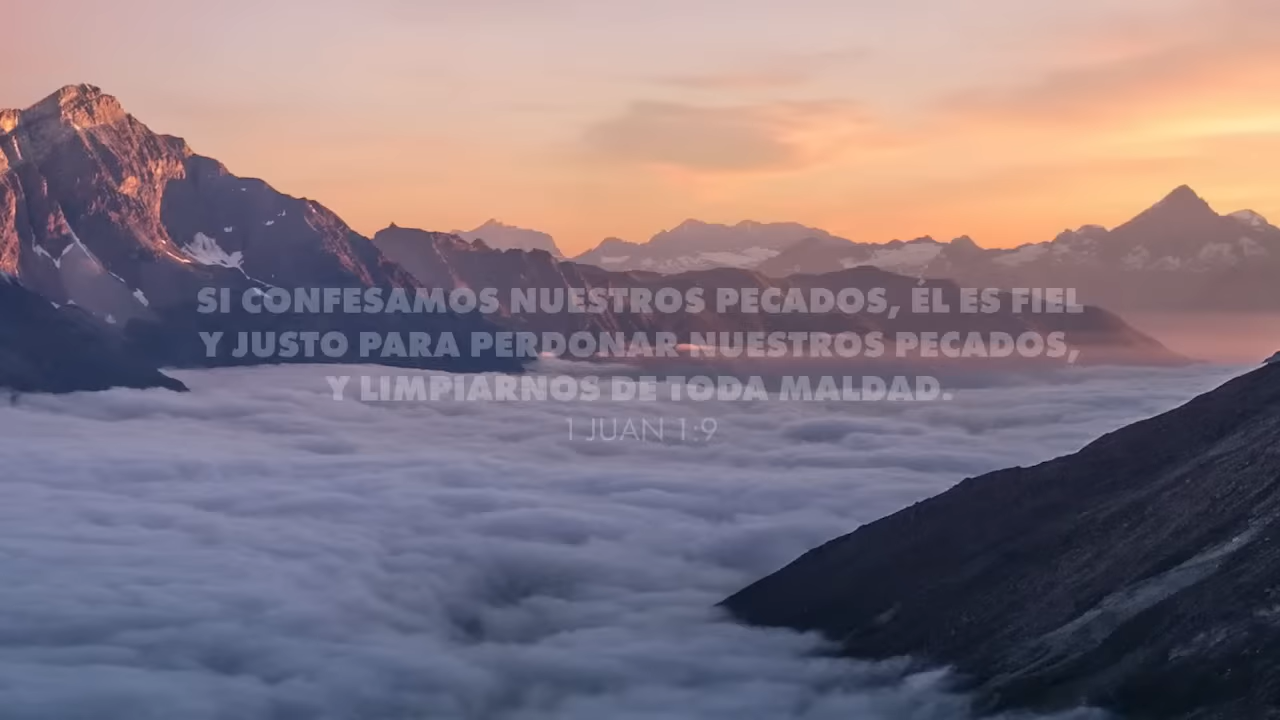 SI CONFESAMOS NUESTROS PECADOS, ÉL ES FIEL
Y JUSTO PARA PERDONAR NUESTROS PECADOS,
Y LIMPIARNOS DE TODA MALDAD.
1 JUAN 1:9